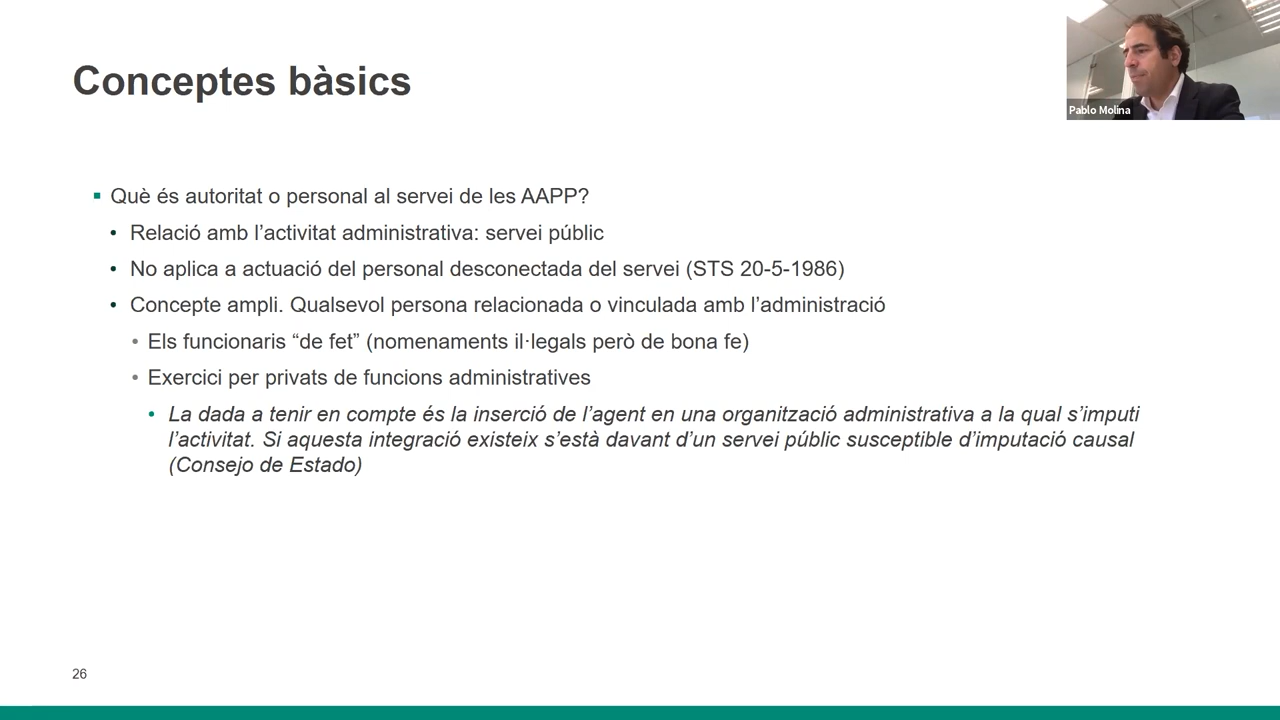 Conceptes bàsics
Pablo Molina
Què és autoritat o personal al servei de les AAPP?
Relació amb l’activitat administrativa: servei públic
No aplica a actuació del personal desconectada del servei (STS 20-5-1986)
Concepte ampli. Qualsevol persona relacionada o vinculada amb l’administració
Els funcionaris “de fet” (nomenaments il·legals però de bona fe)
Exercici per privats de funcions administratives
La dada a tenir en compte és la inserció de l’agent en una organització administrativa a la qual s’imputi
l’activitat. Si aquesta integració existeix s’està davant d’un servei públic susceptible d’imputació causal
(Consejo de Estado)
26